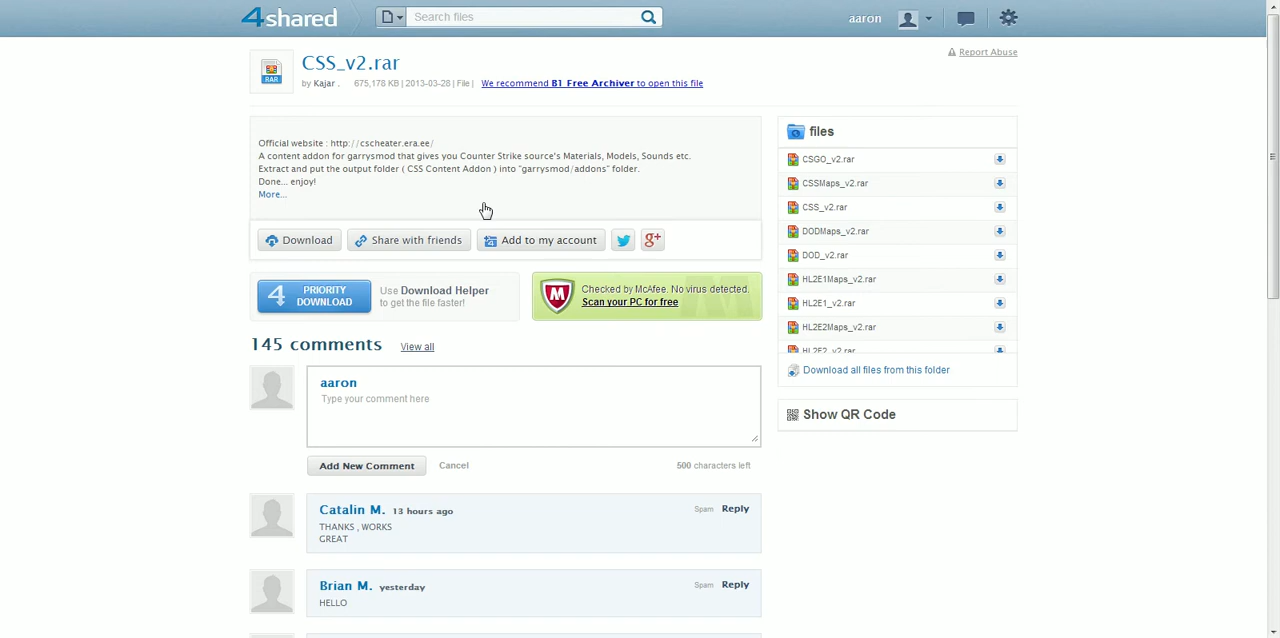 4shared
Search files
aaron
Report Abuse
CSS_v2.rar
RAR
by Kajar . 675,178 KB | 2013-03-28 | File | We recommend B1 Free Archiver to open this file
Official website : http://cscheater.era.ee/
A content addon for garrysmod that gives you Counter Strike source's Materials, Models, Sounds etc.
Extract and put the output folder ( CSS Content Addon ) into "garrysmod/addons" folder.
Done... enjoy!
More...
Download
Share with friends
Add to my account
g+
4 PRIORITY
DOWNLOAD
Use Download Helper
to get the file faster!
M
Checked by McAfee. No virus detected.
Scan your PC for free
145 comments View all
aaron
Type your comment here
Add New Comment
Cancel
500 characters left
Catalin M. 13 hours ago
Spam Reply
THANKS , WORKS
GREAT
Brian M. yesterday
Spam Reply
HELLO
files
CSGO_v2.rar
CSSMaps_v2.rar
CSS_v2.rar
DODMaps_v2.rar
DOD_v2.rar
HL2E1Maps_v2.rar
HL2E1_v2.rar
HL2E2Maps_v2.rar
HL2E2_v2.rar
Download all files from this folder
Show QR Code